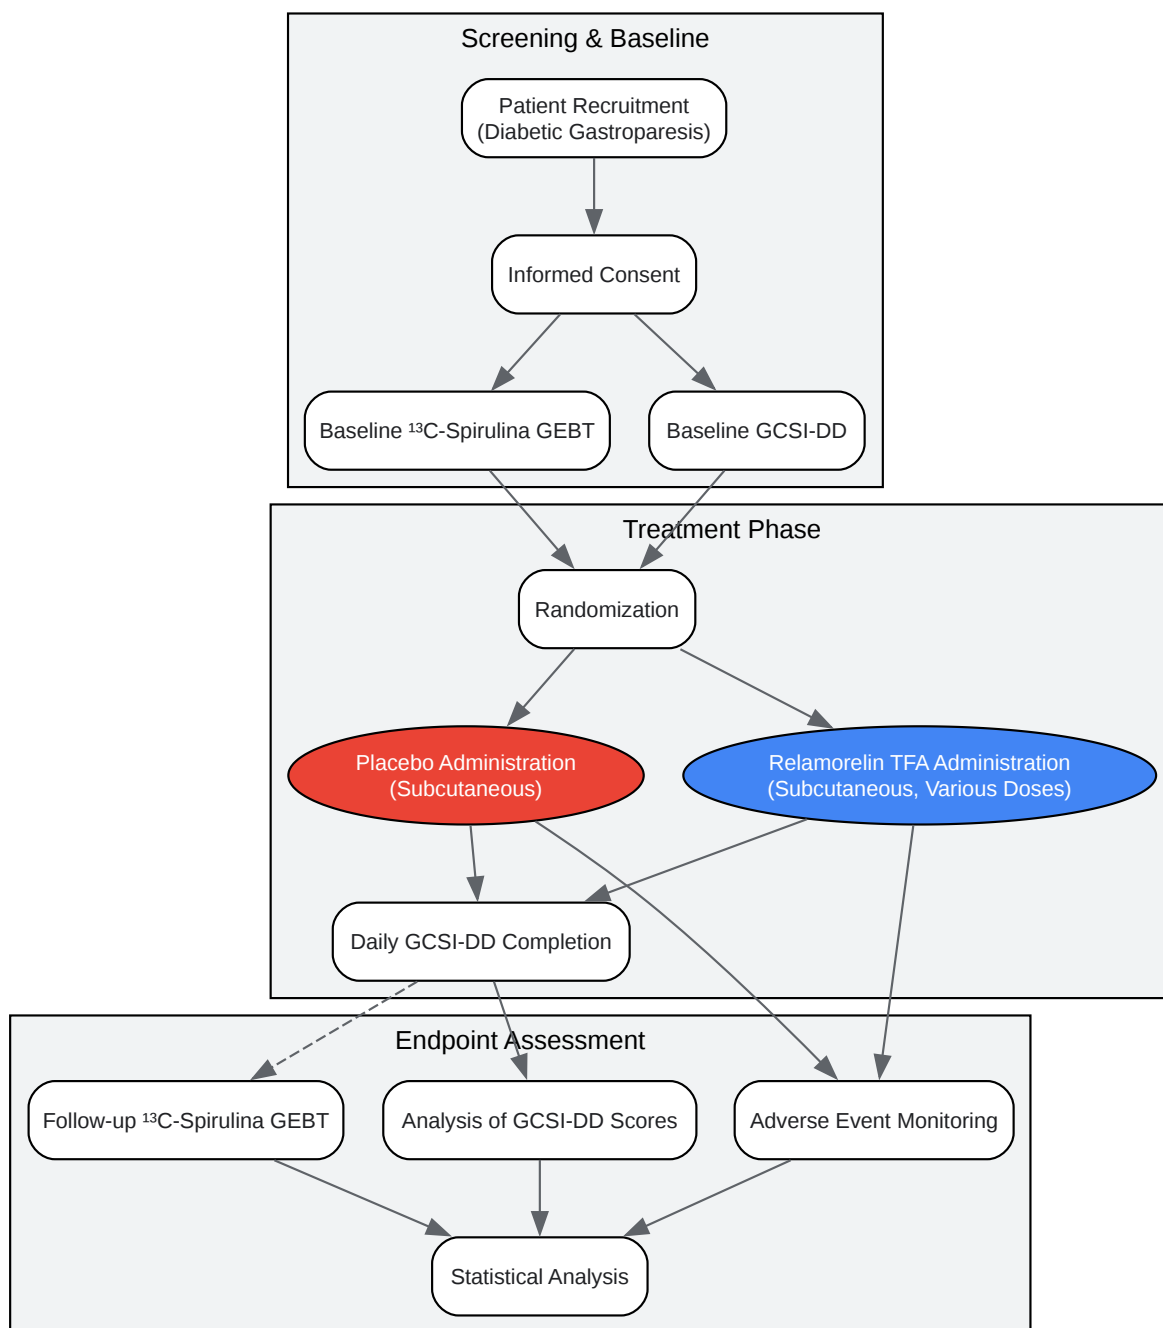 Screening & Baseline
Patient Recruitment
(Diabetic Gastroparesis)
Informed Consent
Baseline ¹³C-Spirulina GEBT
Baseline GCSI-DD
Treatment Phase
Randomization
Placebo Administration
(Subcutaneous)
Relamorelin TFA Administration
(Subcutaneous, Various Doses)
Daily GCSI-DD Completion
Endpoint Assessment
Follow-up ¹³C-Spirulina GEBT
Analysis of GCSI-DD Scores
Adverse Event Monitoring
Statistical Analysis